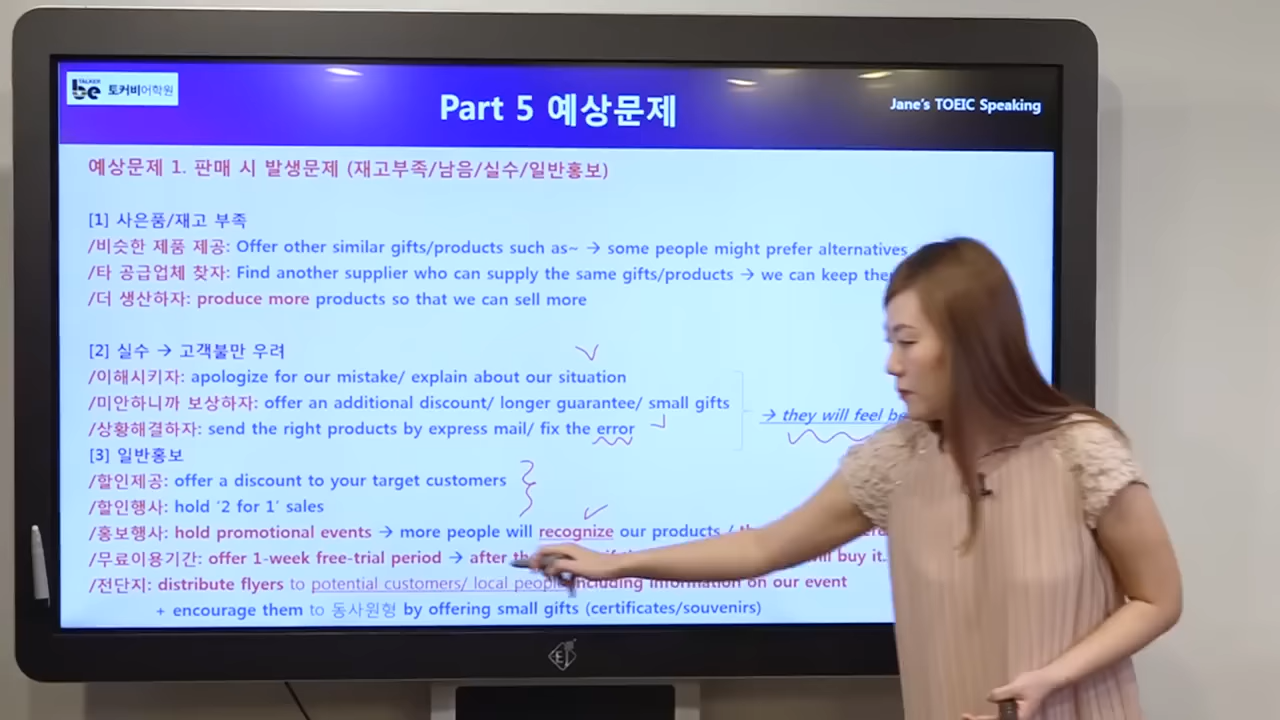 TALKER
be 토커비어학원
Part 5 예상문제
Jane's TOEIC Speaking
예상문제 1. 판매 시 발생문제 (재고부족/남음/실수/일반홍보)
[1] 사은품/재고 부족
/비슷한 제품 제공: Offer other similar gifts/products such as~ → some people might prefer alternatives
/타 공급업체 찾자: Find another supplier who can supply the same gifts/products → we can keep
/더 생산하자: produce more products so that we can sell more
[2] 실수 → 고객불만 우려
/이해시키자: apologize for our mistake/ explain about our situation
/미안하니까 보상하자: offer an additional discount/ longer guarantee/ small gifts
→ they will feel
/상황해결하자: send the right products by express mail/ fix the error
[3] 일반홍보
/할인제공: offer a discount to your target customers
/할인행사: hold '2 for 1' sales
/홍보행사: hold promotional events → more people will recognize our products /
/무료이용기간: offer 1-week free-trial period → after buy it.
/전단지: distribute flyers to potential customers/ local people including information on our event
+ encourage them to 동사원형 by offering small gifts (certificates/souvenirs)